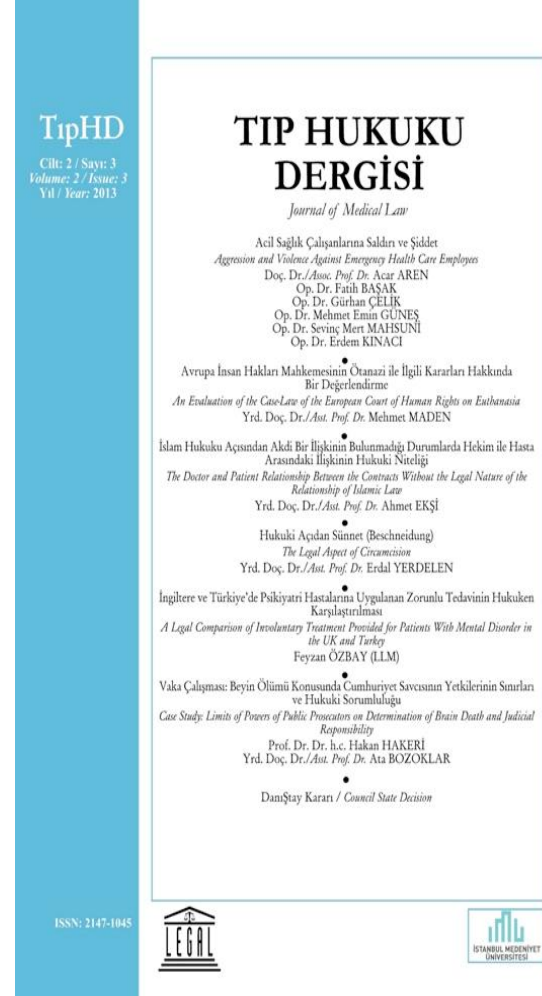 TıpHD
Cilt: 2 / Sayı: 3
Volume: 2 / Issue: 3
Yıl / Year: 2013
TIP HUKUKU
DERGİSİ
Journal of Medical Law
Acil Sağlık Çalışanlarına Saldırı ve Şiddet
Aggression and Violence Against Emergency Health Care Employees
Doç. Dr./Assoc. Prof. Dr. Acar AREN
Op. Dr. Fatih BAŞAK
Op. Dr. Gürhan ÇELİK
Op. Dr. Mehmet Emin GÜNEŞ
Op. Dr. Sevinç Mert MAHSUNİ
Op. Dr. Erdem KINACI
Avrupa İnsan Hakları Mahkemesinin Ötanazi ile İlgili Kararları Hakkında
Bir Değerlendirme
An Evaluation of the Case-Law of the European Court of Human Rights on Euthanasia
Yrd. Doç. Dr./Asst. Prof. Dr. Mehmet MADEN
İslam Hukuku Açısından Akdi Bir İlişkinin Bulunmadığı Durumlarda Hekim ile Hasta
Arasındaki İlişkinin Hukuki Niteliği
The Doctor and Patient Relationship Between the Contracts Without the Legal Nature of the
Relationship of Islamic Law
Yrd. Doç. Dr./Asst. Prof. Dr. Ahmet EKŞİ
Hukuki Açıdan Sünnet (Beschneidung)
The Legal Aspect of Circumcision
Yrd. Doç. Dr./Asst. Prof. Dr. Erdal YERDELEN
İngiltere ve Türkiye'de Psikiyatri Hastalarına Uygulanan Zorunlu Tedavinin Hukuken
Karşılaştırılması
A Legal Comparison of Involuntary Treatment Provided for Patients With Mental Disorder in
the UK and Turkey
Feyzan ÖZBAY (LLM)
Vaka Çalışması: Beyin Ölümü Konusunda Cumhuriyet Savcısının Yetkilerinin Sınırları
ve Hukuki Sorumluluğu
Case Study: Limits of Powers of Public Prosecutors on Determination of Brain Death and Judicial
Responsibility
Prof. Dr. Dr. h.c. Hakan HAKERİ
Yrd. Doç. Dr./Asst. Prof. Dr. Ata BOZOKLAR
DanıŞtay Kararı / Council State Decision
ISSN: 2147-1045
LEGAL
İSTANBUL MEDENİYET
ÜNİVERSİTESİ